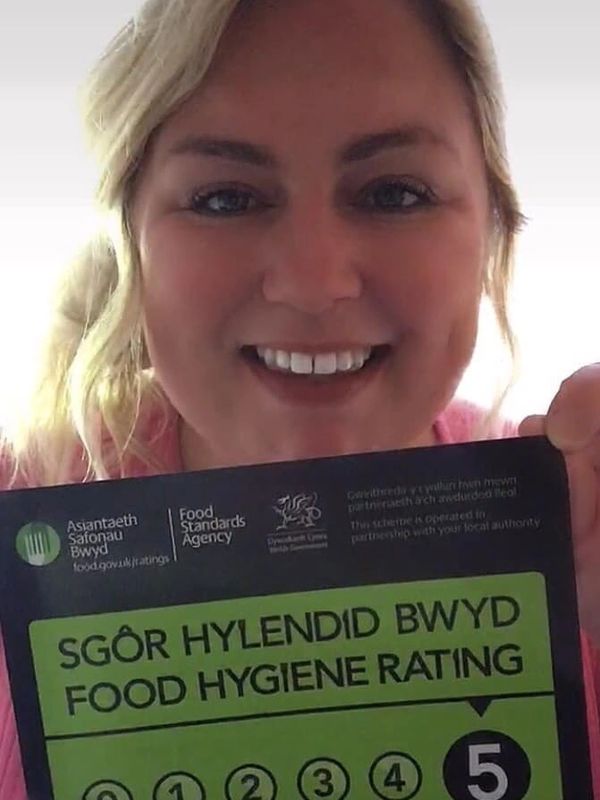 Asiantaeth
Safonau
Bwyd
food.gov.uk/ratings
Food
Standards
Agency
Llywodraeth Cymru
Welsh Government
Gweithredir y cynllun hwn mewn
partneriaeth â'ch awdurdod lleol
This scheme is operated in
partnership with your local authority
SGÔR HYLENDID BWYD
FOOD HYGIENE RATING
0 1 2 3 4 5